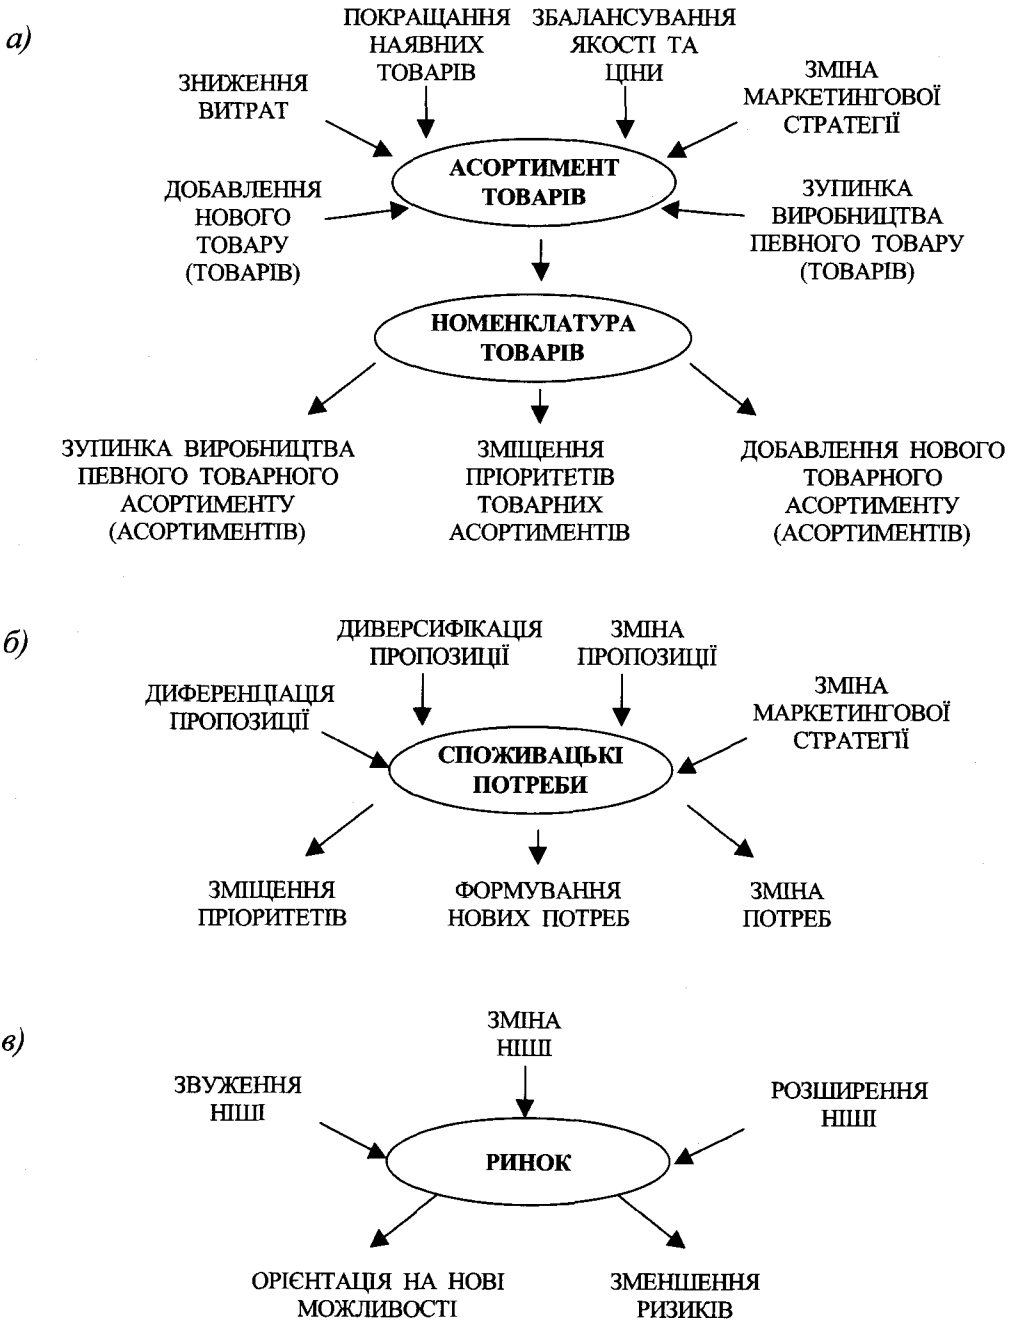 а)
ПОКРАЩАННЯ
НАЯВНИХ
ТОВАРІВ
ЗБАЛАНСУВАННЯ
ЯКОСТІ ТА
ЦІНИ
ЗНИЖЕННЯ
ВИТРАТ
ЗМІНА
МАРКЕТИНГОВОЇ
СТРАТЕГІЇ
АСОРТИМЕНТ
ТОВАРІВ
ДОБАВЛЕННЯ
НОВОГО
ТОВАРУ
(ТОВАРІВ)
ЗУПИНКА
ВИРОБНИЦТВА
ПЕВНОГО ТОВАРУ
(ТОВАРІВ)
НОМЕНКЛАТУРА
ТОВАРІВ
ЗУПИНКА ВИРОБНИЦТВА
ПЕВНОГО ТОВАРНОГО
АСОРТИМЕНТУ
(АСОРТИМЕНТІВ)
ЗМІЩЕННЯ
ПРІОРИТЕТІВ
ТОВАРНИХ
АСОРТИМЕНТІВ
ДОБАВЛЕННЯ НОВОГО
ТОВАРНОГО
АСОРТИМЕНТУ
(АСОРТИМЕНТІВ)
б)
ДИВЕРСИФІКАЦІЯ
ПРОПОЗИЦІЇ
ЗМІНА
ПРОПОЗИЦІЇ
ДИФЕРЕНЦІАЦІЯ
ПРОПОЗИЦІЇ
ЗМІНА
МАРКЕТИНГОВОЇ
СТРАТЕГІЇ
СПОЖИВАЦЬКІ
ПОТРЕБИ
ЗМІЩЕННЯ
ПРІОРИТЕТІВ
ФОРМУВАННЯ
НОВИХ ПОТРЕБ
ЗМІНА
ПОТРЕБ
в)
ЗМІНА
НІШІ
ЗВУЖЕННЯ
НІШІ
РОЗШИРЕННЯ
НІШІ
РИНОК
ОРІЄНТАЦІЯ НА НОВІ
МОЖЛИВОСТІ
ЗМЕНШЕННЯ
РИЗИКІВ